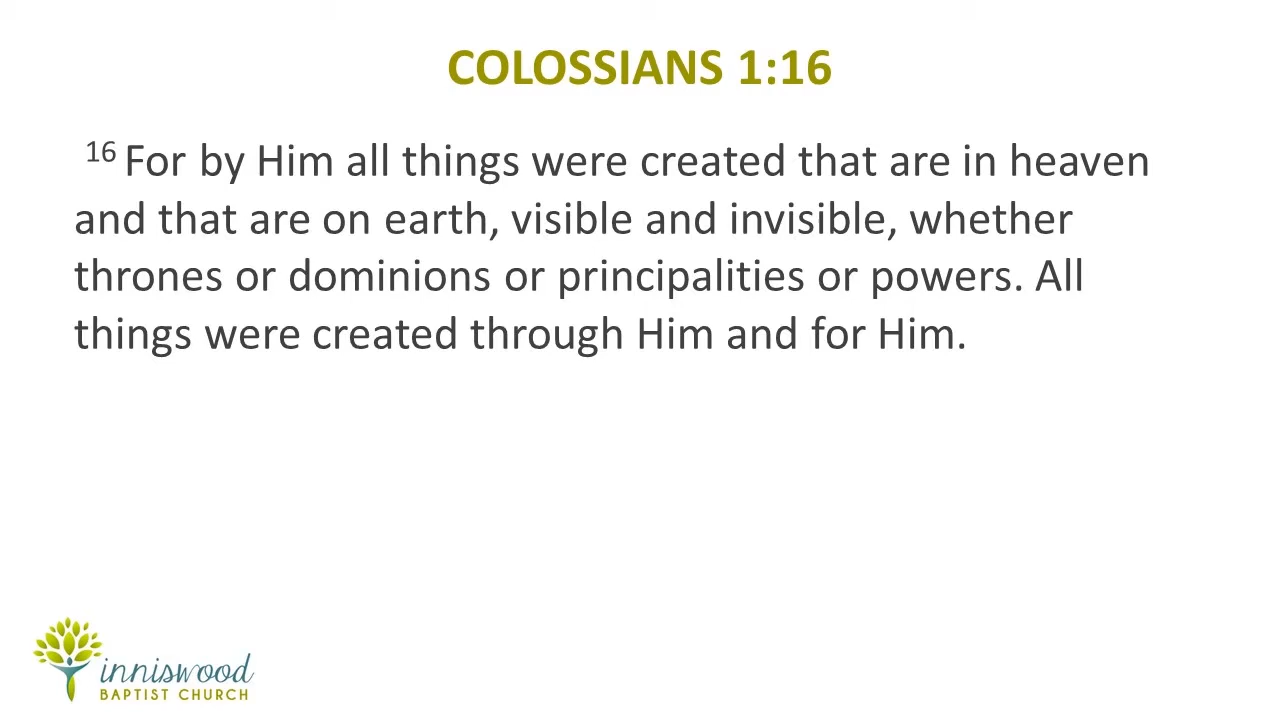 COLOSSIANS 1:16
16 For by Him all things were created that are in heaven
and that are on earth, visible and invisible, whether
thrones or dominions or principalities or powers. All
things were created through Him and for Him.
inniswood
BAPTIST CHURCH